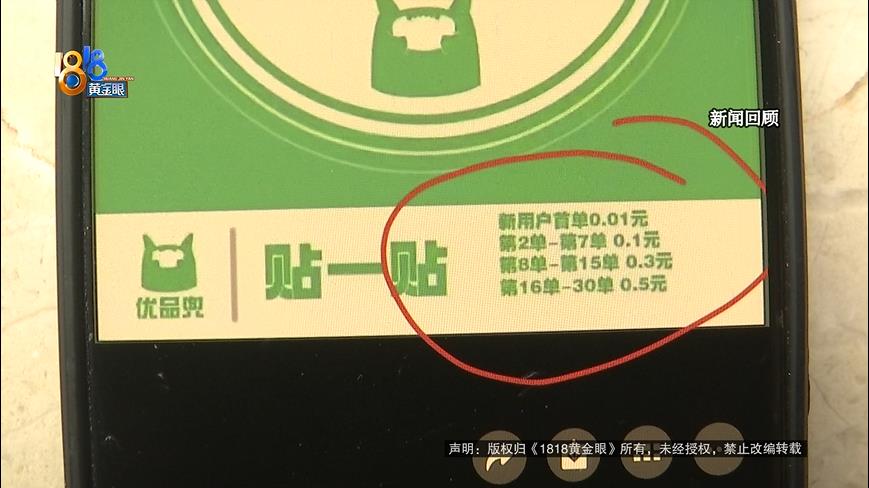 1818
HUANG JIN YAN
黄金眼
新闻回顾
新用户首单0.01元
第2单-第7单 0.1元
第8单-第15单 0.3元
第16单-30单 0.5元
优品兜
贴一贴
声明：版权归《1818黄金眼》所有，未经授权，禁止改编转载